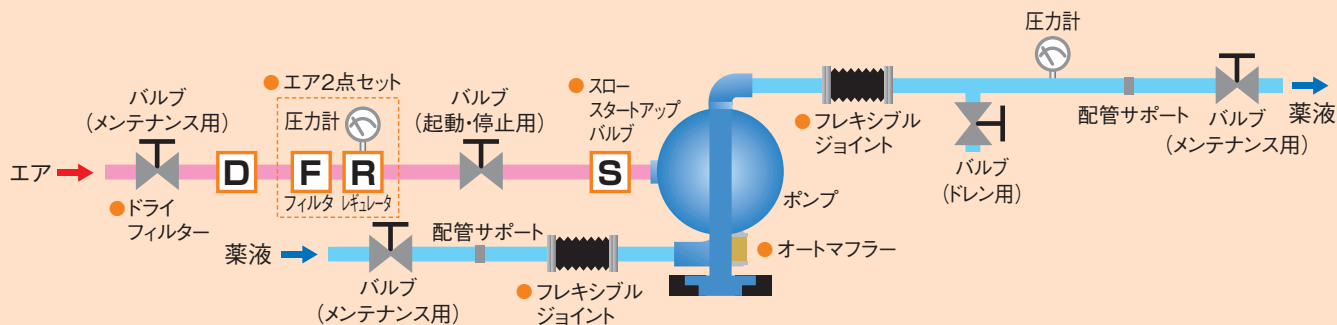 圧力計
● エア2点セット
バルブ
(メンテナンス用)
圧力計
バルブ
(起動・停止用)
● スロー
スタートアップ
バルブ
エア
D
F
R
S
フィルタ
レギュレータ
● ドライ
フィルター
● フレキシブル
ジョイント
バルブ
(ドレン用)
配管サポート
バルブ
(メンテナンス用)
薬液
ポンプ
薬液
配管サポート
● オートマフラー
バルブ
(メンテナンス用)
● フレキシブル
ジョイント